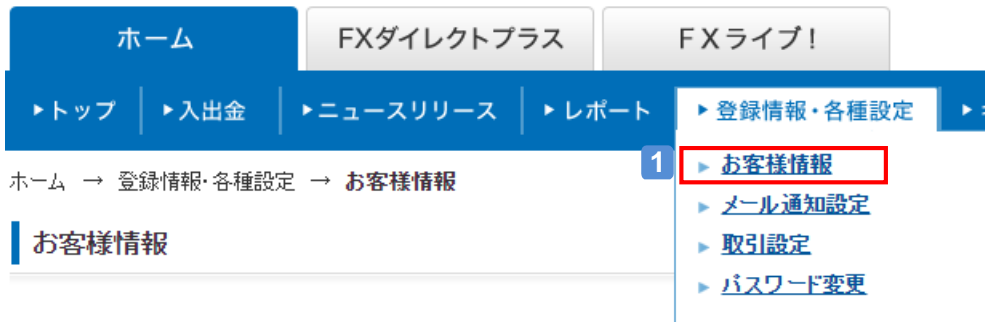 ホーム FXダイレクトプラス FXライブ!
▶トップ ▶入出金 ▶ニュースリリース ▶レポート ▶登録情報・各種設定 ▶
1 ▶ お客様情報
ホーム → 登録情報・各種設定 → お客様情報
▶ メール通知設定
お客様情報
▶ 取引設定
▶ パスワード変更